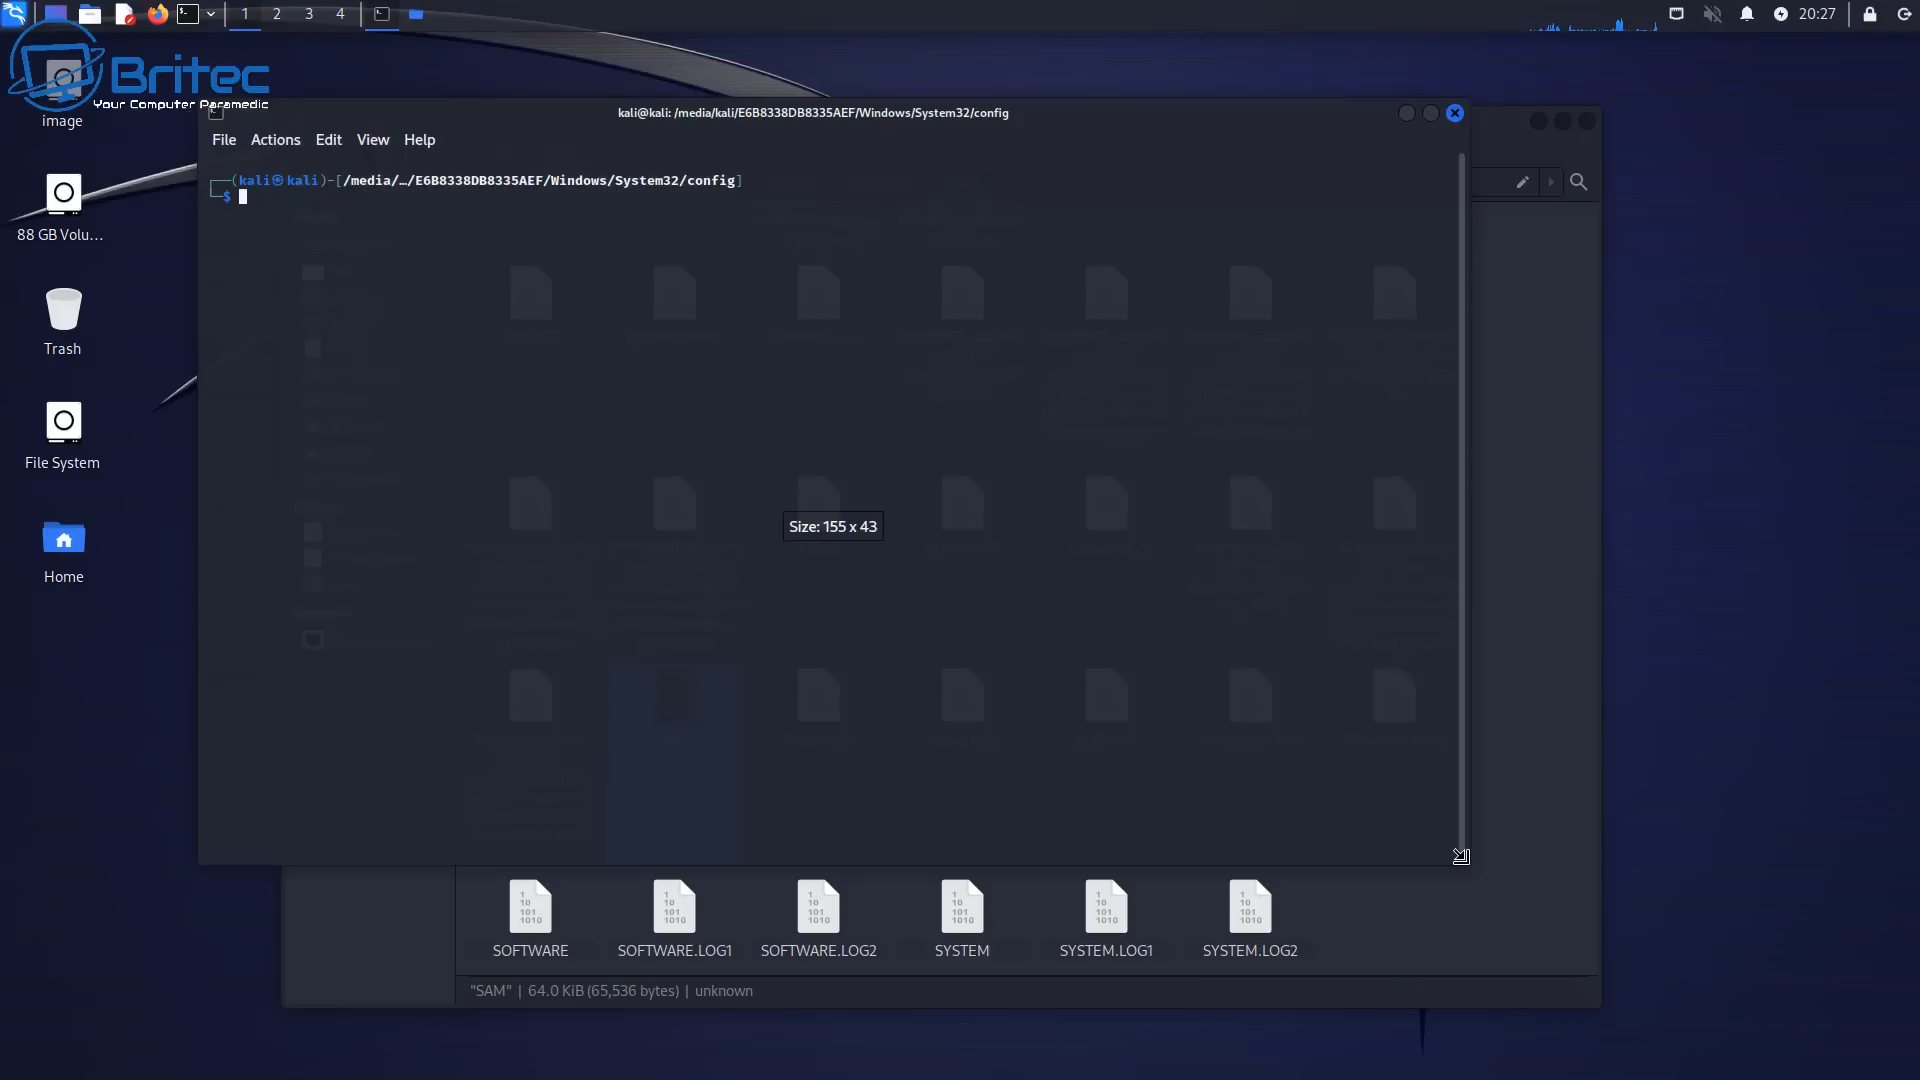 1 2 3 4
20:27
Britec
Your Computer Paramedic
image
88 GB Volu...
Trash
File System
Home
kali@kali: /media/kali/E6B8338DB8335AEF/Windows/System32/config
File Actions Edit View Help
┌──(kali㉿kali)-[/media/…/E6B8338DB8335AEF/Windows/System32/config]
└─$
Size: 155 x 43
SOFTWARE SOFTWARE.LOG1 SOFTWARE.LOG2 SYSTEM SYSTEM.LOG1 SYSTEM.LOG2
"SAM" | 64.0 KiB (65,536 bytes) | unknown